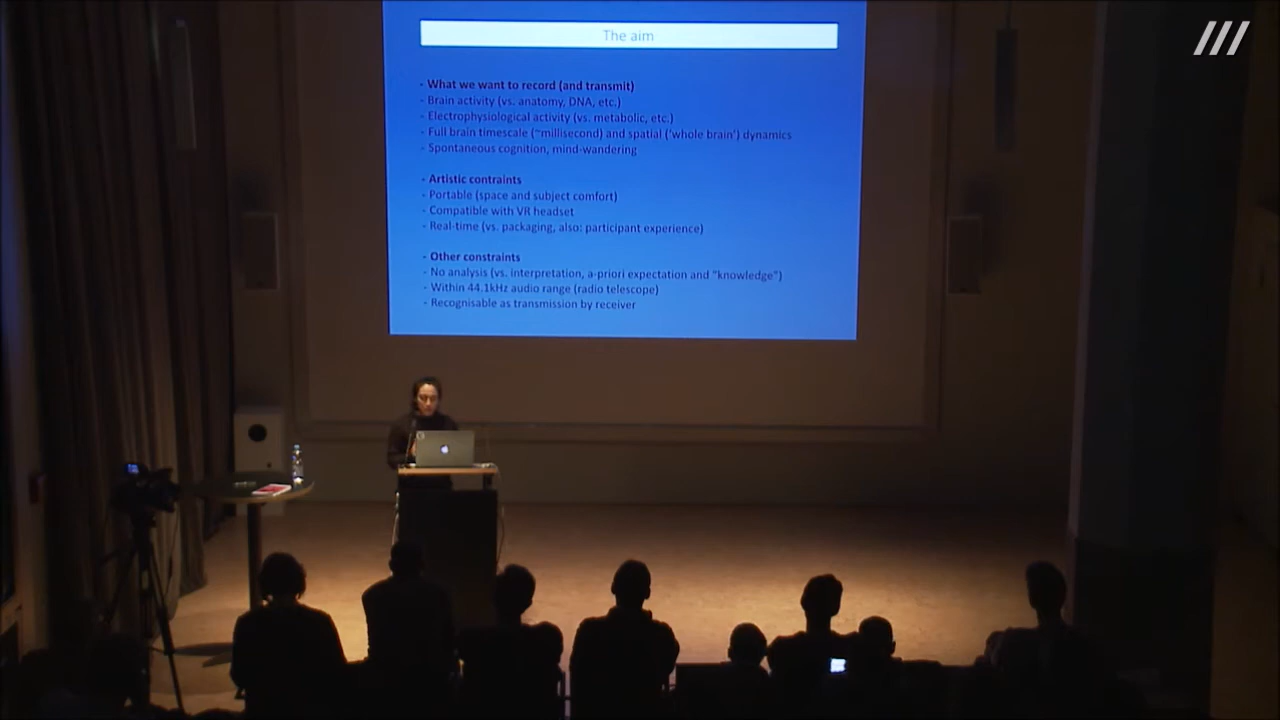 The aim
- What we want to record (and transmit)
- Brain activity (vs. anatomy, DNA, etc.)
- Electrophysiological activity (vs. metabolic, etc.)
- Full brain timescale (~millisecond) and spatial ('whole brain') dynamics
- Spontaneous cognition, mind-wandering
- Artistic contraints
- Portable (space and subject comfort)
- Compatible with VR headset
- Real-time (vs. packaging, also: participant experience)
- Other constraints
- No analysis (vs. interpretation, a-priori expectation and "knowledge")
- Within 44.1kHz audio range (radio telescope)
- Recognisable as transmission by receiver